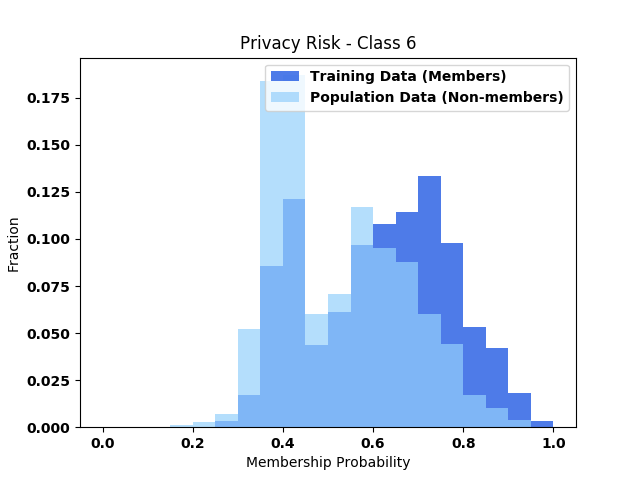 Privacy Risk - Class 6
Training Data (Members)
Population Data (Non-members)
0.175
0.150
0.125
0.100
0.075
0.050
0.025
0.000
Fraction
0.0 0.2 0.4 0.6 0.8 1.0
Membership Probability